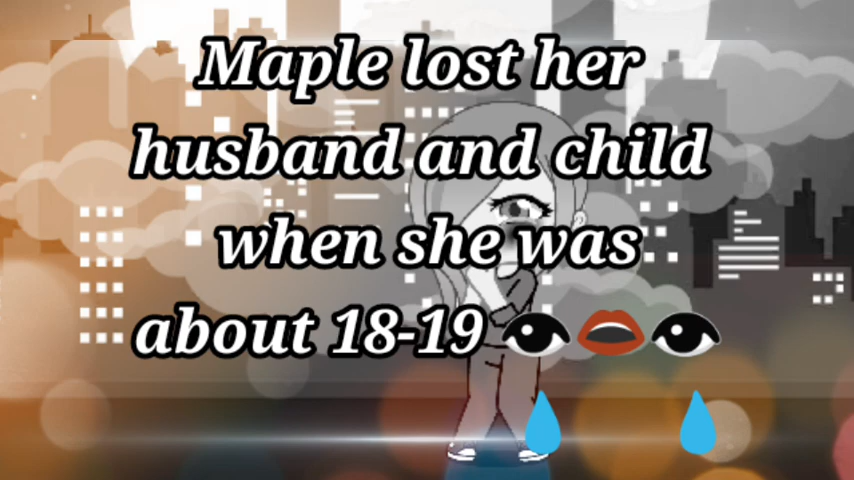 Maple lost her
husband and child
when she was
about 18-19 👁👄👁
💧 💧